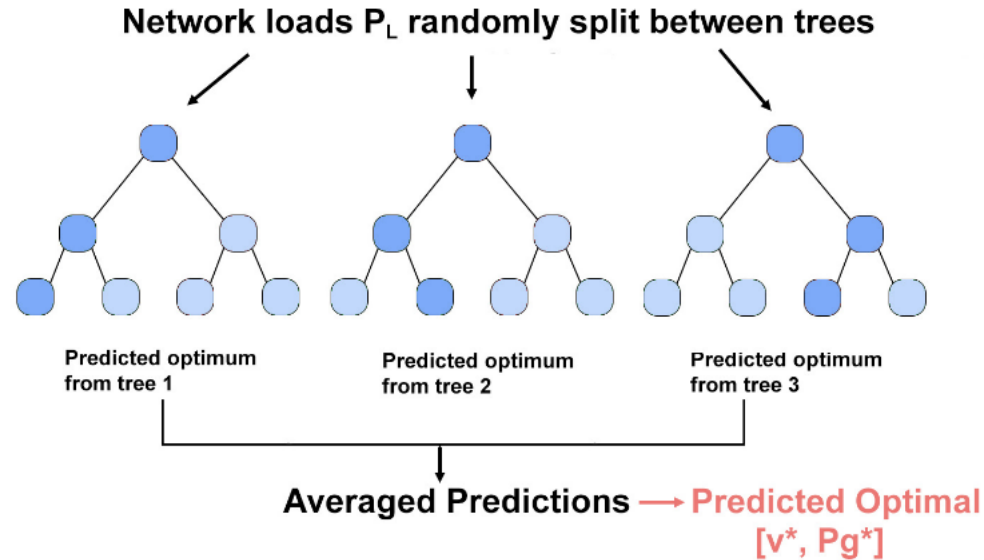 Network loads P_L randomly split between trees
Predicted optimum
from tree 1
Predicted optimum
from tree 2
Predicted optimum
from tree 3
Averaged Predictions
Predicted Optimal
[v*, Pg*]